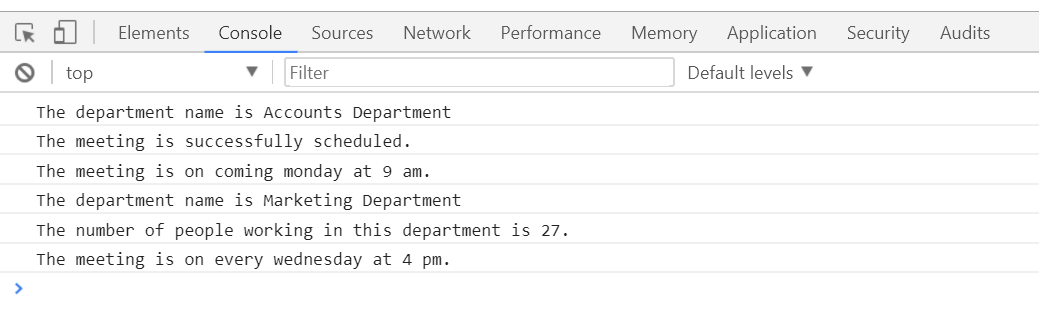 Elements Console Sources Network Performance Memory Application Security Audits
top Filter Default levels
The department name is Accounts Department
The meeting is successfully scheduled.
The meeting is on coming monday at 9 am.
The department name is Marketing Department
The number of people working in this department is 27.
The meeting is on every wednesday at 4 pm.